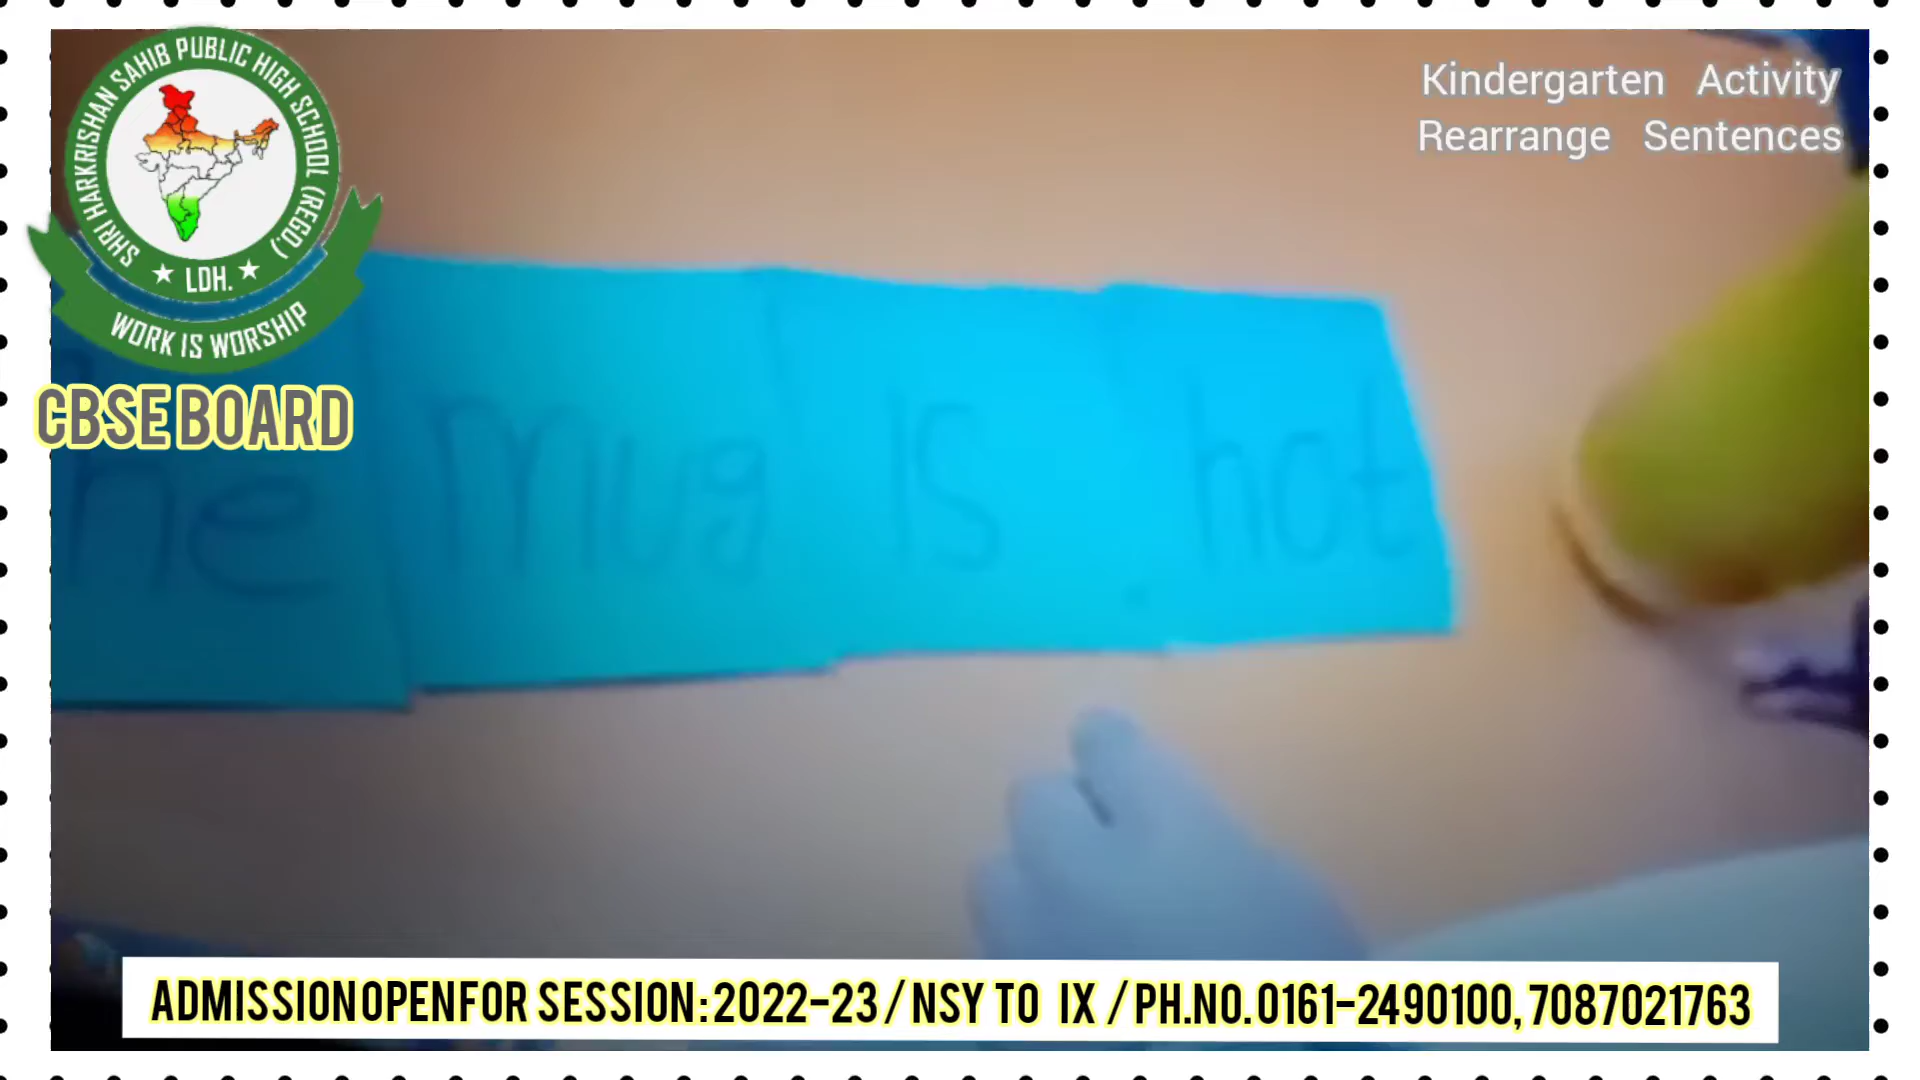 SHRI HARKRISHAN SAHIB PUBLIC HIGH SCHOOL (REGD.)
★ LDH. ★
WORK IS WORSHIP
CBSE BOARD
Kindergarten Activity
Rearrange Sentences
he mug is hot
ADMISSION OPEN FOR SESSION:2022-23 / NSY TO IX / PH.NO. 0161-2490100, 7087021763